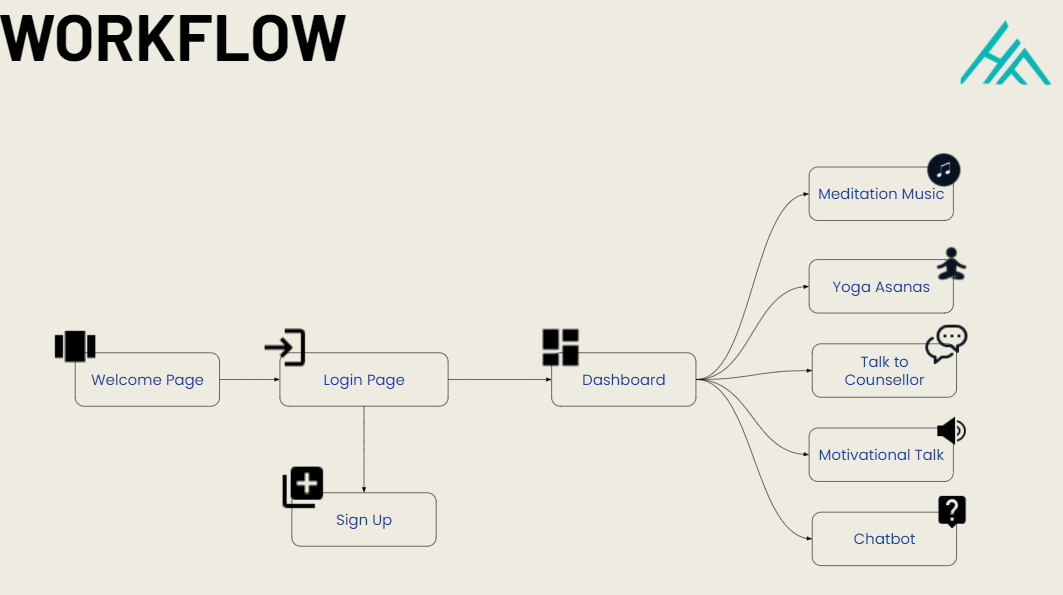 WORKFLOW
Meditation Music
Yoga Asanas
Talk to
Counsellor
Welcome Page
Login Page
Dashboard
Motivational Talk
Sign Up
Chatbot